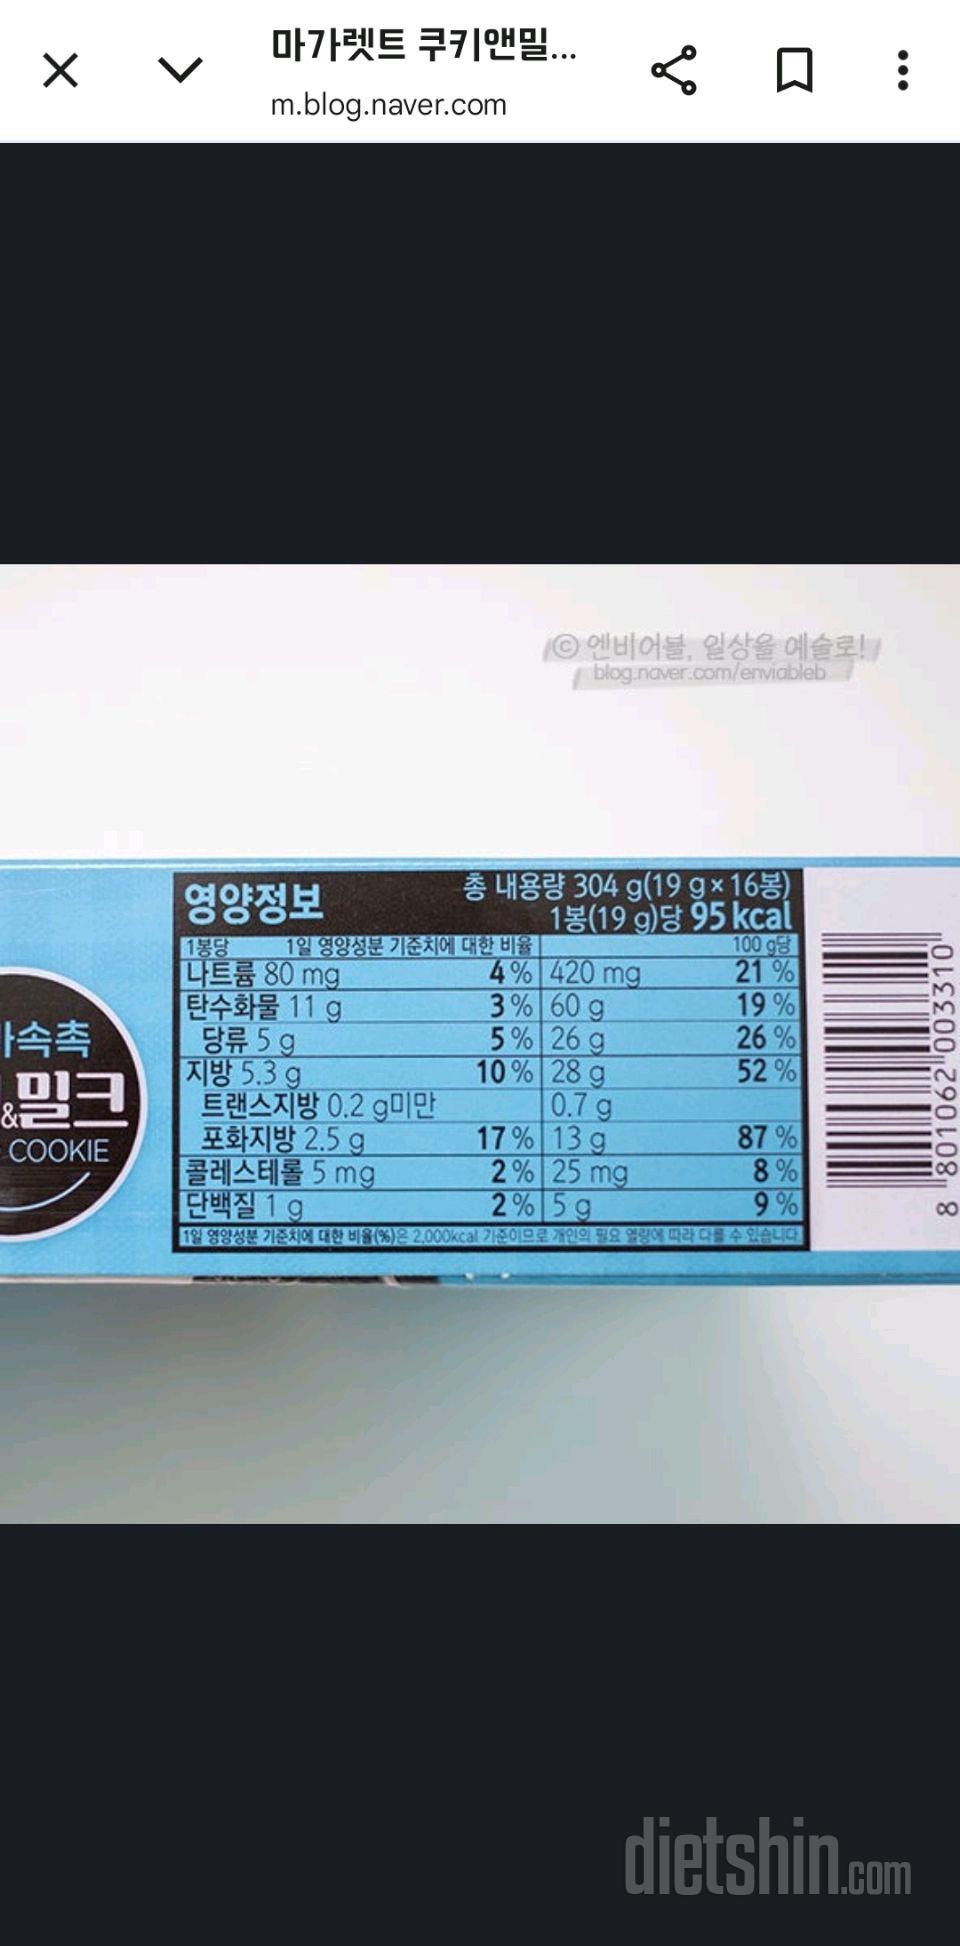 마가렛트 쿠키앤밀...
m.blog.naver.com
ⓒ 엔비어블, 일상을 예술로!
blog.naver.com/enviableb
영양정보
총 내용량 304 g(19 g×16봉)
1봉(19 g)당 95 kcal
1봉당 1일 영양성분 기준치에 대한 비율 100 g당
나트륨 80 mg 4 % 420 mg 21 %
탄수화물 11 g 3 % 60 g 19 %
당류 5 g 5 % 26 g 26 %
지방 5.3 g 10 % 28 g 52 %
트랜스지방 0.2 g미만 0.7 g
포화지방 2.5 g 17 % 13 g 87 %
콜레스테롤 5 mg 2 % 25 mg 8 %
단백질 1 g 2 % 5 g 9 %
1일 영양성분 기준치에 대한 비율(%)은 2,000kcal 기준이므로 개인의 필요 열량에 따라 다를 수 있습니다
속촉
&밀크
COOKIE
8 801062 003310
dietshin.com